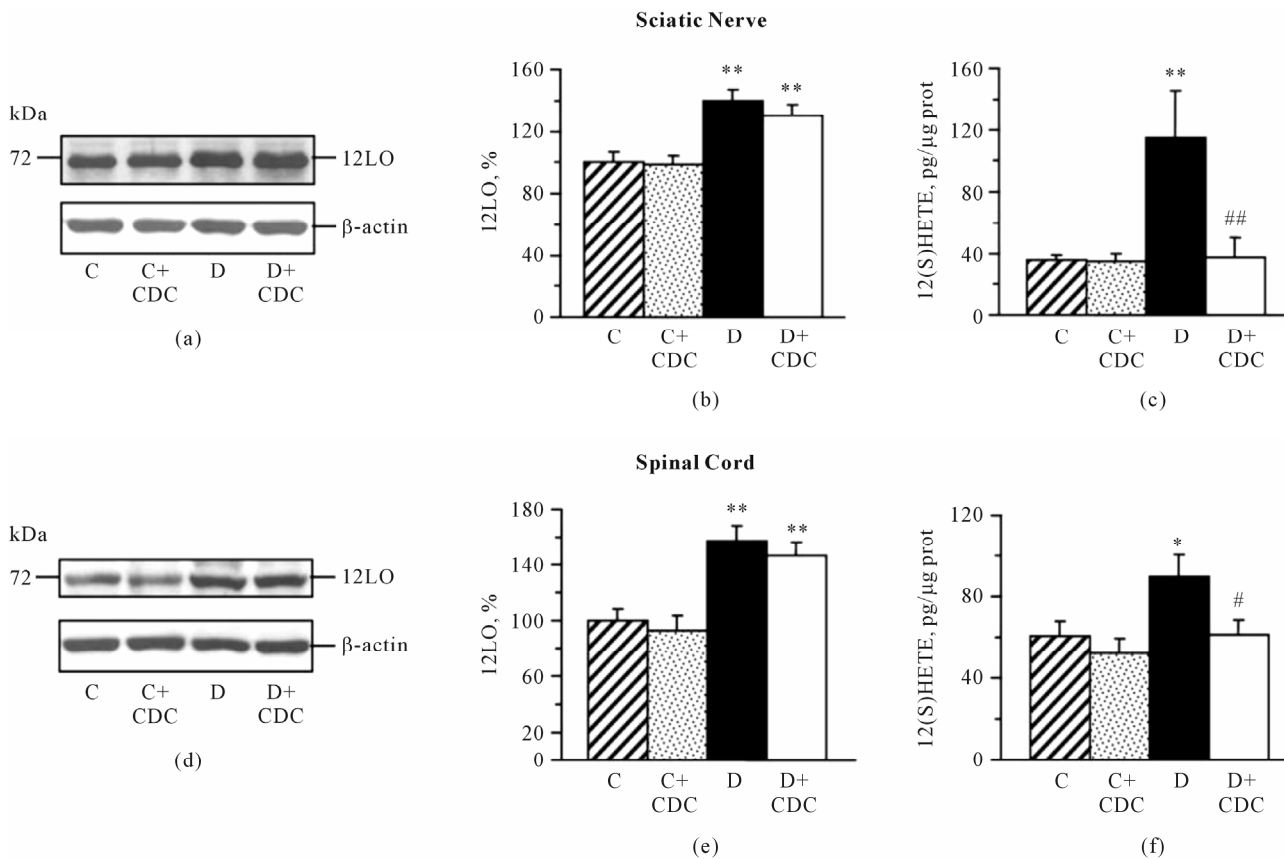 Sciatic Nerve
kDa
72
12LO
β-actin
C
C+
CDC
D
D+
CDC
(a)
160
120
80
40
0
12LO, %
**
**
C
C+
CDC
D
D+
CDC
(b)
160
120
80
40
0
12(S)HETE, pg/μg prot
**
##
C
C+
CDC
D
D+
CDC
(c)
Spinal Cord
kDa
72
12LO
β-actin
C
C+
CDC
D
D+
CDC
(d)
180
140
100
60
20
0
12LO, %
**
**
C
C+
CDC
D
D+
CDC
(e)
120
80
40
0
12(S)HETE, pg/μg prot
*
#
C
C+
CDC
D
D+
CDC
(f)